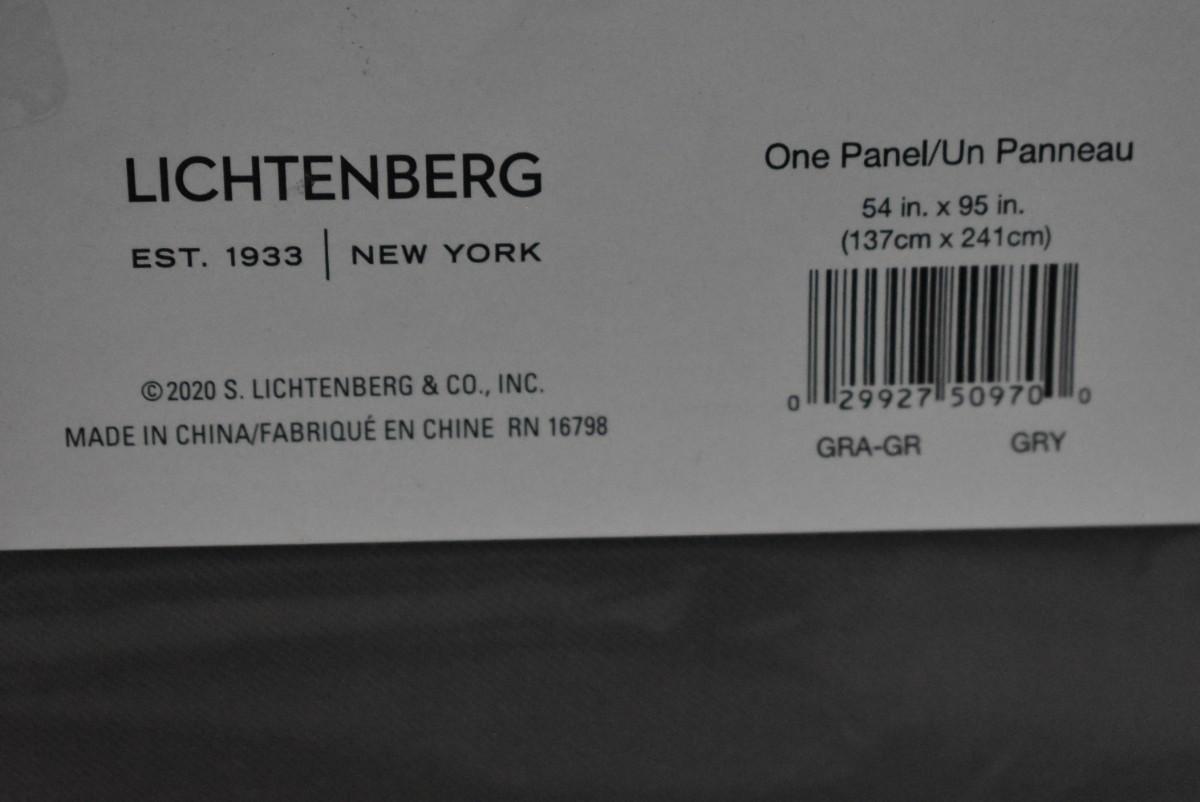 LICHTENBERG
EST. 1933 | NEW YORK
©2020 S. LICHTENBERG & CO., INC.
MADE IN CHINA/FABRIQUÉ EN CHINE RN 16798
One Panel/Un Panneau
54 in. x 95 in.
(137cm x 241cm)
0 29927 50970 0
GRA-GR GRY